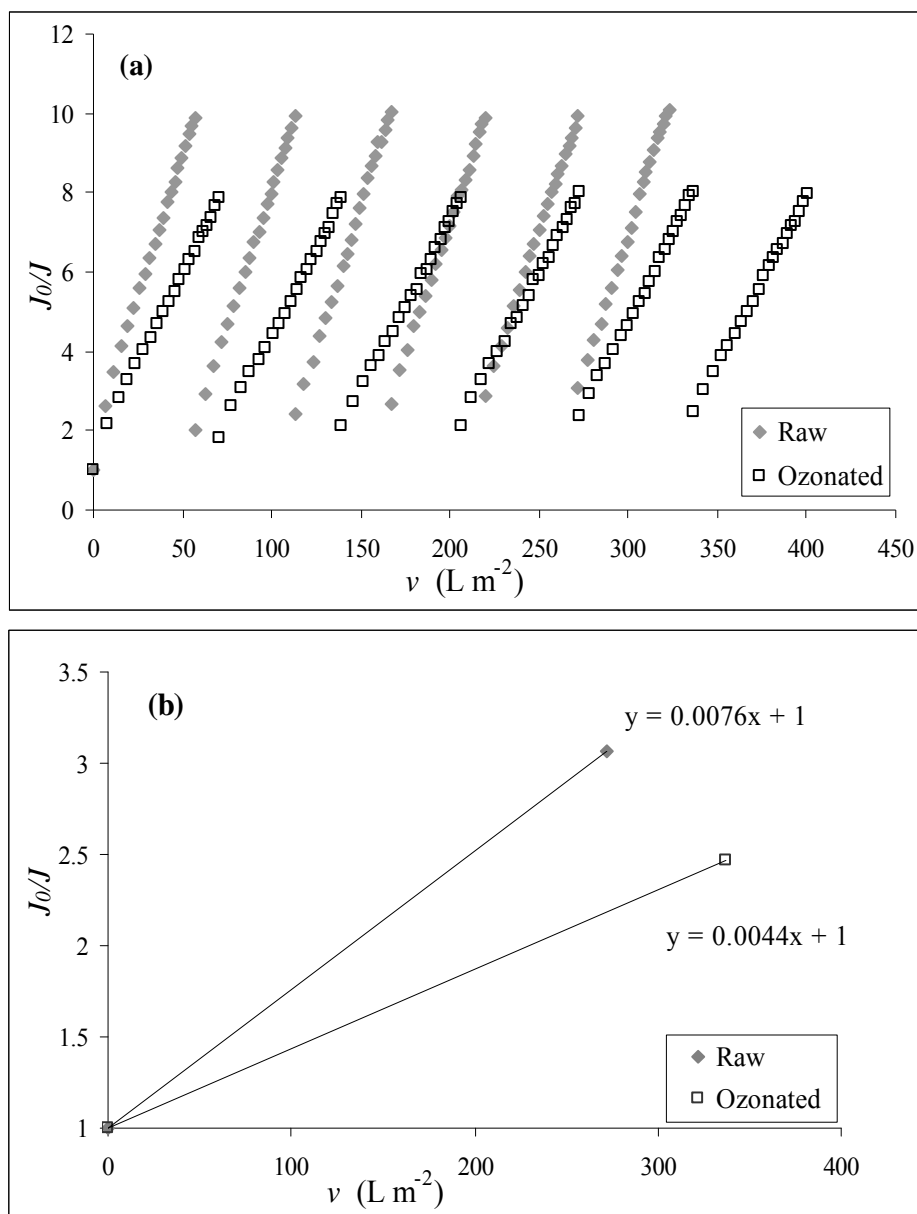 (a)
J0/J
12
10
8
6
4
2
0
Raw
Ozonated
0 50 100 150 200 250 300 350 400 450
v (L m-2)
(b)
J0/J
3.5
3
2.5
2
1.5
1
y = 0.0076x + 1
y = 0.0044x + 1
Raw
Ozonated
0 100 200 300 400
v (L m-2)